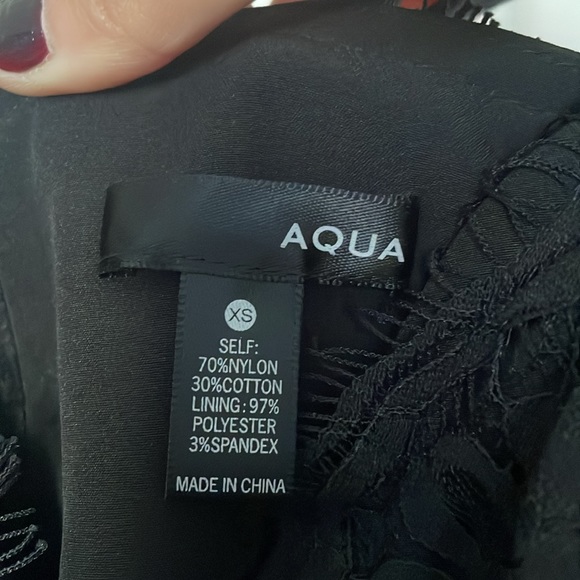 AQUA
XS
SELF:
70%NYLON
30%COTTON
LINING:97%
POLYESTER
3%SPANDEX
MADE IN CHINA